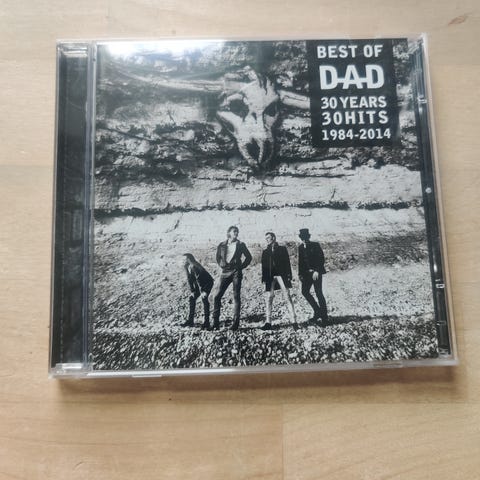 BEST OF
D-A-D
30 YEARS
30 HITS
1984-2014